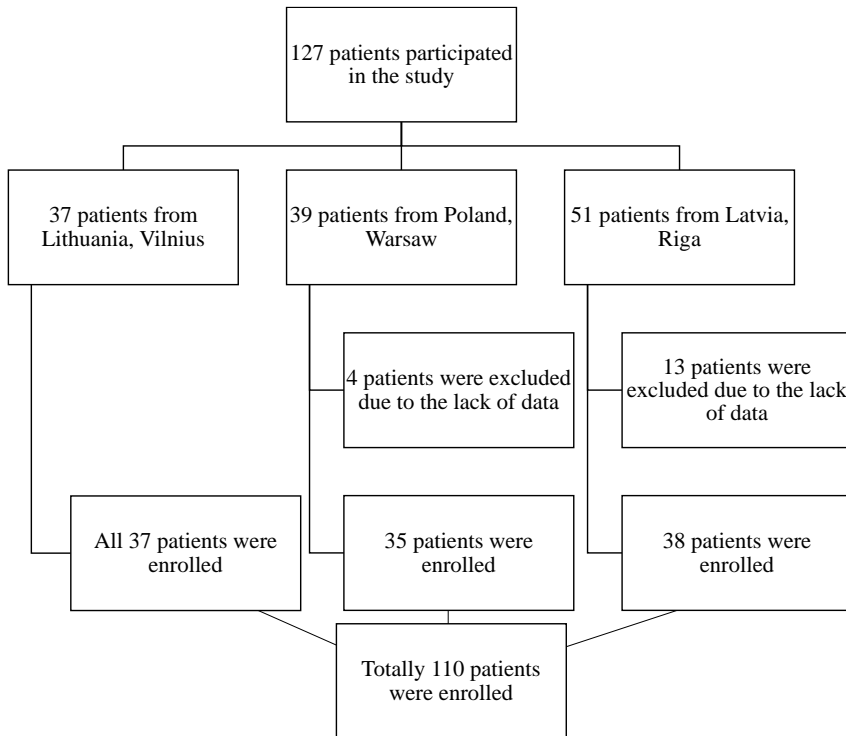 127 patients participated
in the study
37 patients from
Lithuania, Vilnius
39 patients from Poland,
Warsaw
51 patients from Latvia,
Riga
4 patients were excluded
due to the lack of data
13 patients were
excluded due to the lack
of data
All 37 patients were
enrolled
35 patients were
enrolled
38 patients were
enrolled
Totally 110 patients
were enrolled